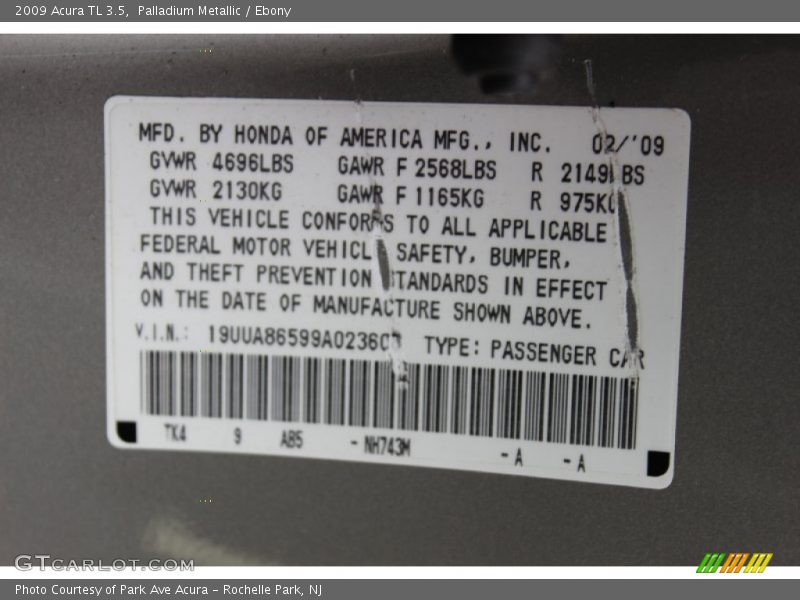 2009 Acura TL 3.5,  Palladium Metallic / Ebony
MFD. BY HONDA OF AMERICA MFG., INC. 02/'09
GVWR 4696LBS GAWR F 2568LBS R 2149LBS
GVWR 2130KG GAWR F 1165KG R 975KG
THIS VEHICLE CONFORMS TO ALL APPLICABLE
FEDERAL MOTOR VEHICLE SAFETY, BUMPER,
AND THEFT PREVENTION STANDARDS IN EFFECT
ON THE DATE OF MANUFACTURE SHOWN ABOVE.
V.I.N.: TYPE: PASSENGER CAR
TK4 9 AB5 -NH743M -A -A
GTCARLOT.COM
Photo Courtesy of Park Ave Acura - Rochelle Park, NJ